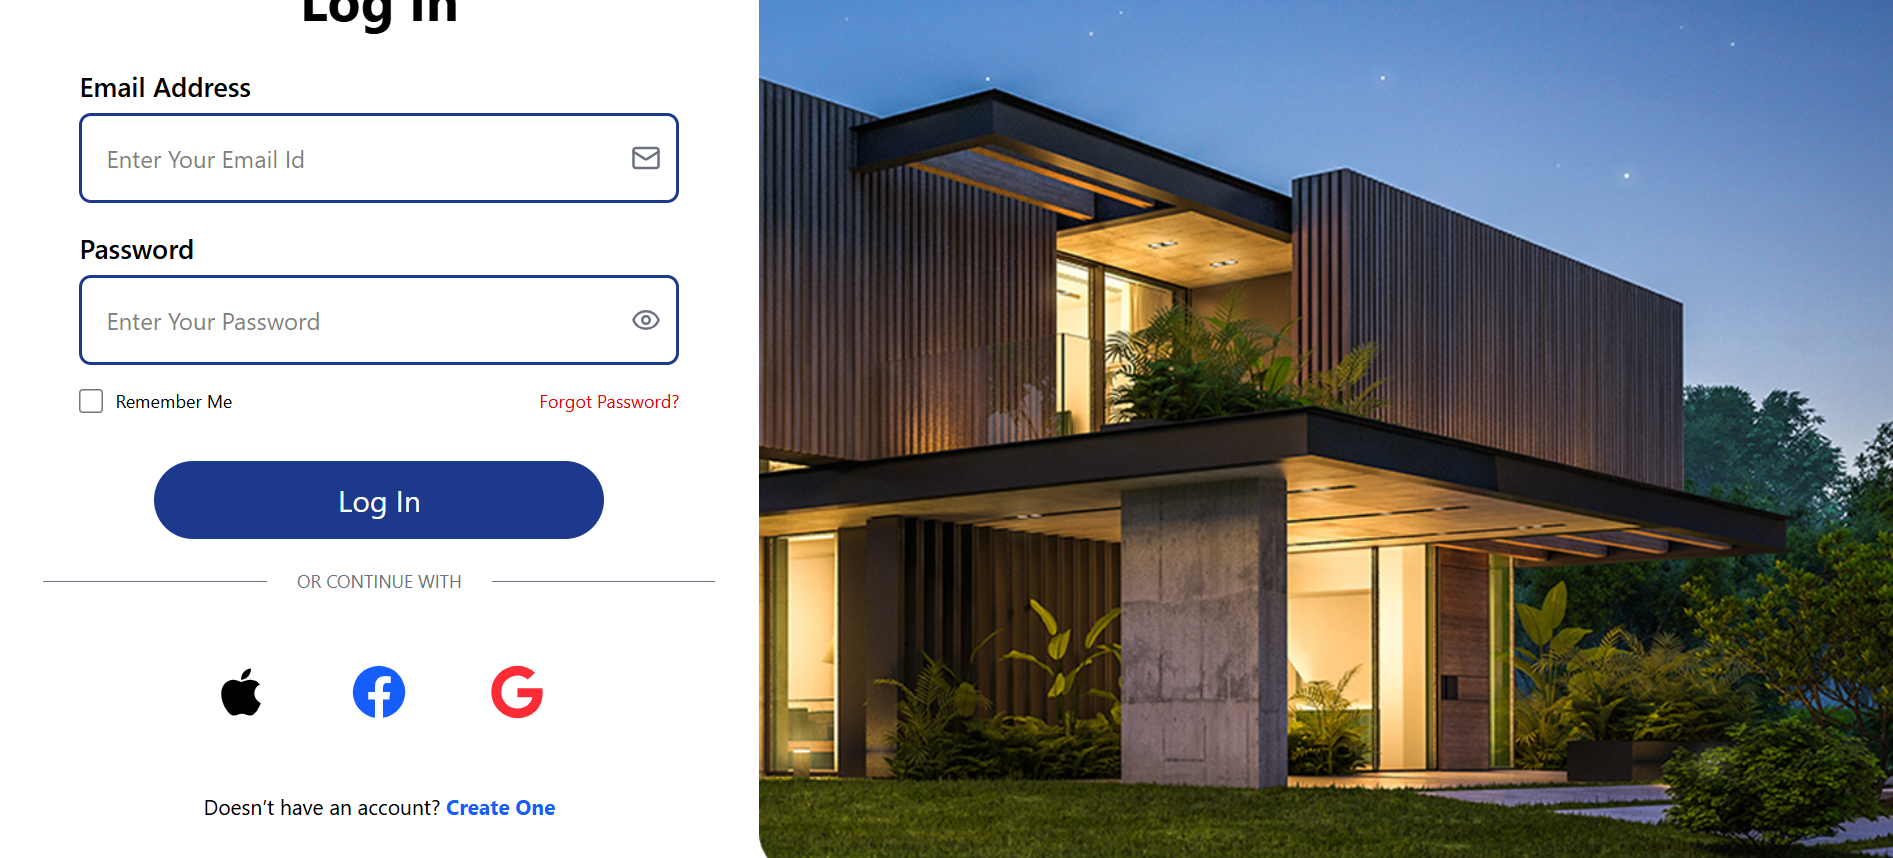 Log In
Email Address
Enter Your Email Id
Password
Enter Your Password
Remember Me
Forgot Password?
Log In
OR CONTINUE WITH
Doesn’t have an account? Create One